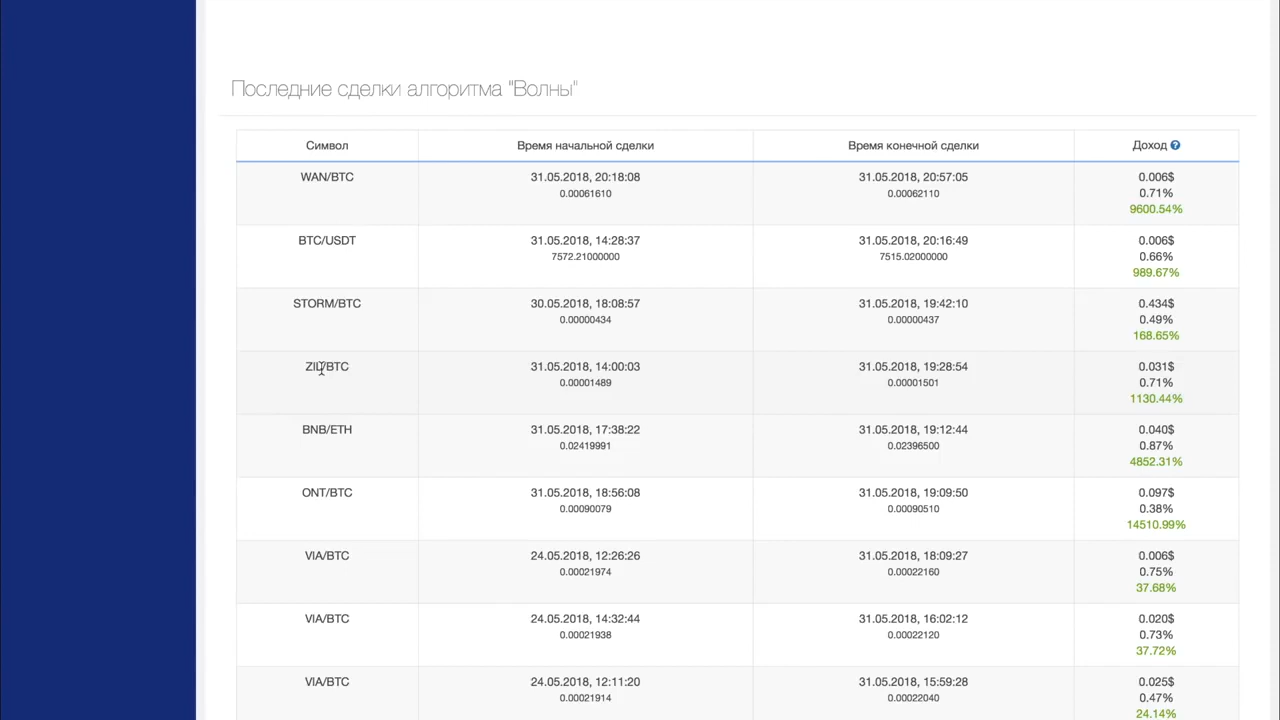 Последние сделки алгоритма "Волны"
Символ Время начальной сделки Время конечной сделки Доход
WAN/BTC 31.05.2018, 20:18:08 31.05.2018, 20:57:05 0.006$
0.00061610 0.00062110 0.71%
9600.54%
BTC/USDT 31.05.2018, 14:28:37 31.05.2018, 20:16:49 0.006$
7572.21000000 7515.02000000 0.66%
989.67%
STORM/BTC 30.05.2018, 18:08:57 31.05.2018, 19:42:10 0.434$
0.00000434 0.00000437 0.49%
168.65%
ZIL/BTC 31.05.2018, 14:00:03 31.05.2018, 19:28:54 0.031$
0.00001489 0.00001501 0.71%
1130.44%
BNB/ETH 31.05.2018, 17:38:22 31.05.2018, 19:12:44 0.040$
0.02419991 0.02396500 0.87%
4852.31%
ONT/BTC 31.05.2018, 18:56:08 31.05.2018, 19:09:50 0.097$
0.00090079 0.00090510 0.38%
14510.99%
VIA/BTC 24.05.2018, 12:26:26 31.05.2018, 18:09:27 0.006$
0.00021974 0.00022160 0.75%
37.68%
VIA/BTC 24.05.2018, 14:32:44 31.05.2018, 16:02:12 0.020$
0.00021938 0.00022120 0.73%
37.72%
VIA/BTC 24.05.2018, 12:11:20 31.05.2018, 15:59:28 0.025$
0.00021914 0.00022040 0.47%
24.14%